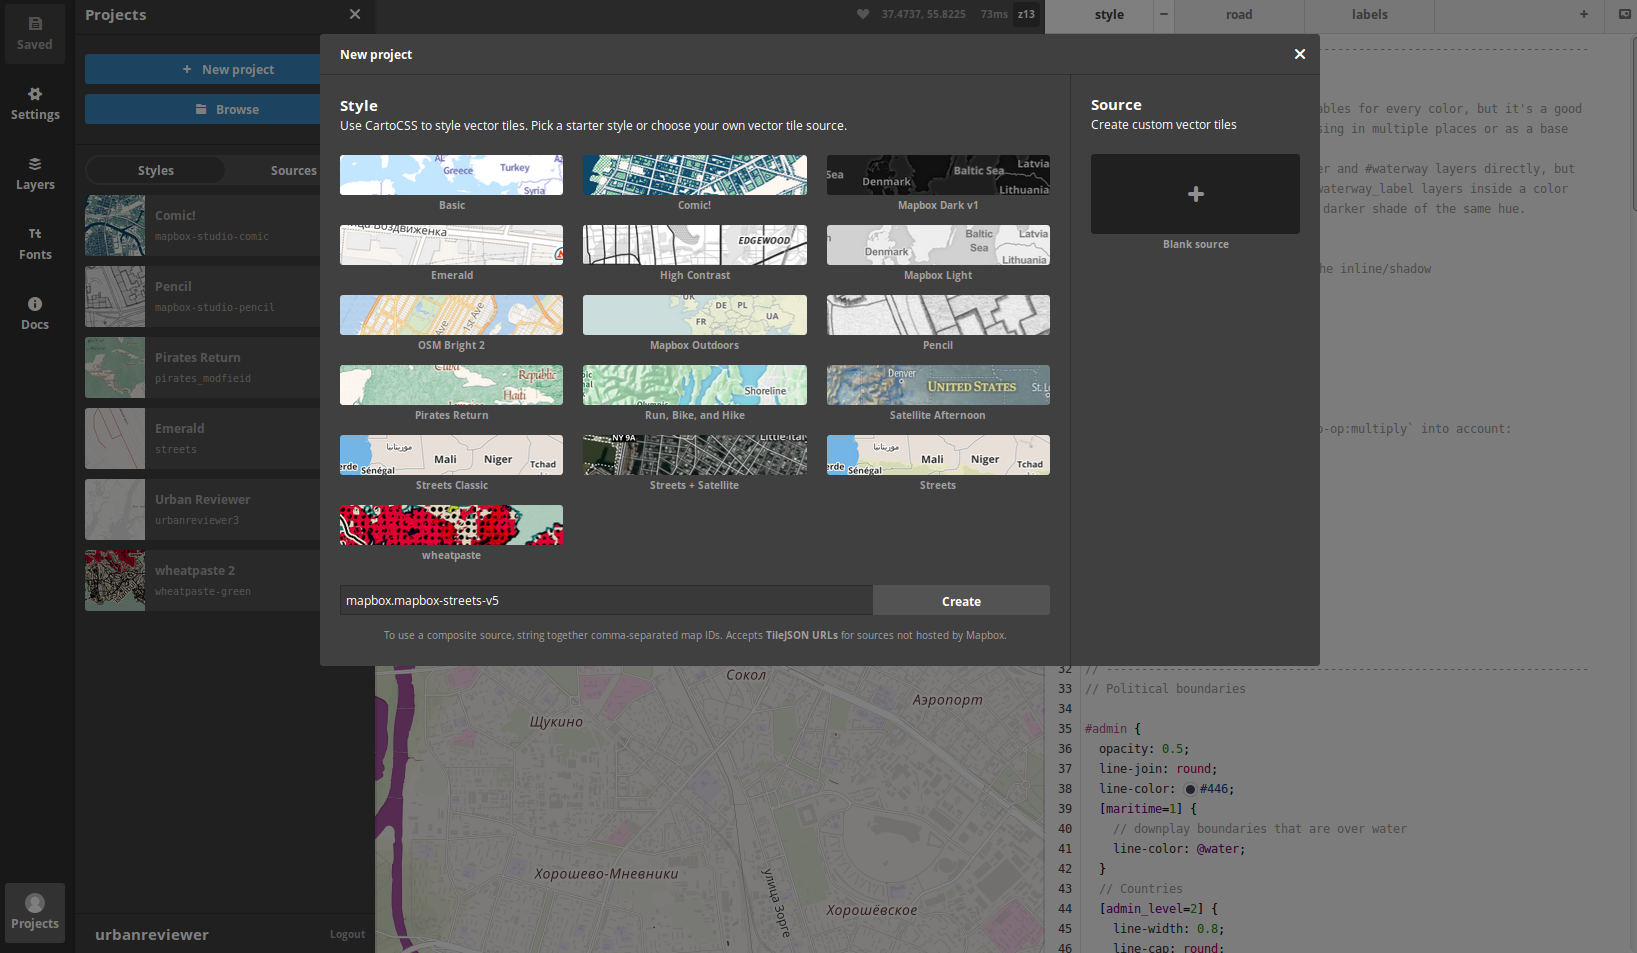 Saved
Settings
Layers
Fonts
Docs
Projects
Projects
New project
Browse
Styles
Sources
Comic!
mapbox-studio-comic
Pencil
mapbox-studio-pencil
Pirates Return
pirates_modfieid
Emerald
streets
Urban Reviewer
urbanreviewer3
wheatpaste 2
wheatpaste-green
urbanreviewer
Logout
37.4737, 55.8225
73ms
z13
style
road
labels
New project
Style
Use CartoCSS to style vector tiles. Pick a starter style or choose your own vector tile source.
AL
Greece
Turkey
Syria
Basic
Comic!
Sea
Denmark
Baltic Sea
Latvia
Lithuania
Mapbox Dark v1
ица Воздвиженка
Emerald
EDGEWOOD
High Contrast
Denmark
Baltic
Sea
Latvia
Lithuania
Mapbox Light
Ave
1st Ave
OSM Bright 2
UK
DE
PL
FR
UA
Mapbox Outdoors
Pencil
Cuba
Republic
Haiti
Pirates Return
Shoreline
Olympic
Run, Bike, and Hike
Denver
UNITED STATES
St. L
Satellite Afternoon
موريتانيا
erde
Sénégal
Mali
Niger
Tchad
Streets Classic
NY 9A
Little Ital
Streets + Satellite
موريتانيا
erde
Sénégal
Mali
Niger
Tchad
Streets
wheatpaste
mapbox.mapbox-streets-v5
Create
To use a composite source, string together comma-separated map IDs. Accepts TileJSON URLs for sources not hosted by Mapbox.
Source
Create custom vector tiles
Blank source
ables for every color, but it's a good
sing in multiple places or as a base
er and #waterway layers directly, but
waterway_label layers inside a color
darker shade of the same hue.
he inline/shadow
p-op:multiply` into account:
Сокол
Аэропорт
Щукино
Хорошево-Мневники
улица Зорге
Хорошёвское
32 // --------
33 // Political boundaries
34
35 #admin {
36 opacity: 0.5;
37 line-join: round;
38 line-color: #446;
39 [maritime=1] {
40 // downplay boundaries that are over water
41 line-color: @water;
42 }
43 // Countries
44 [admin_level=2] {
45 line-width: 0.8;
46 line-cap: round;